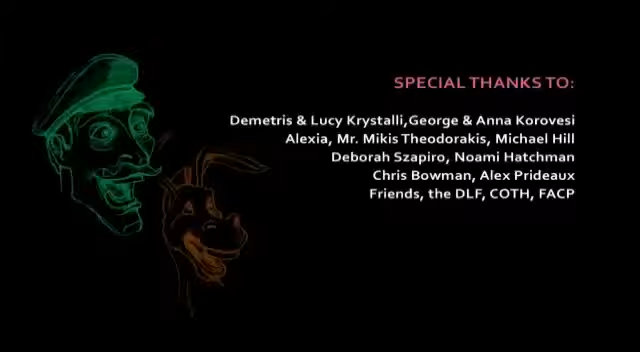 SPECIAL THANKS TO:
Demetris & Lucy Krystalli,George & Anna Korovesi
Alexia, Mr. Mikis Theodorakis, Michael Hill
Deborah Szapiro, Noami Hatchman
Chris Bowman, Alex Prideaux
Friends, the DLF, COTH, FACP